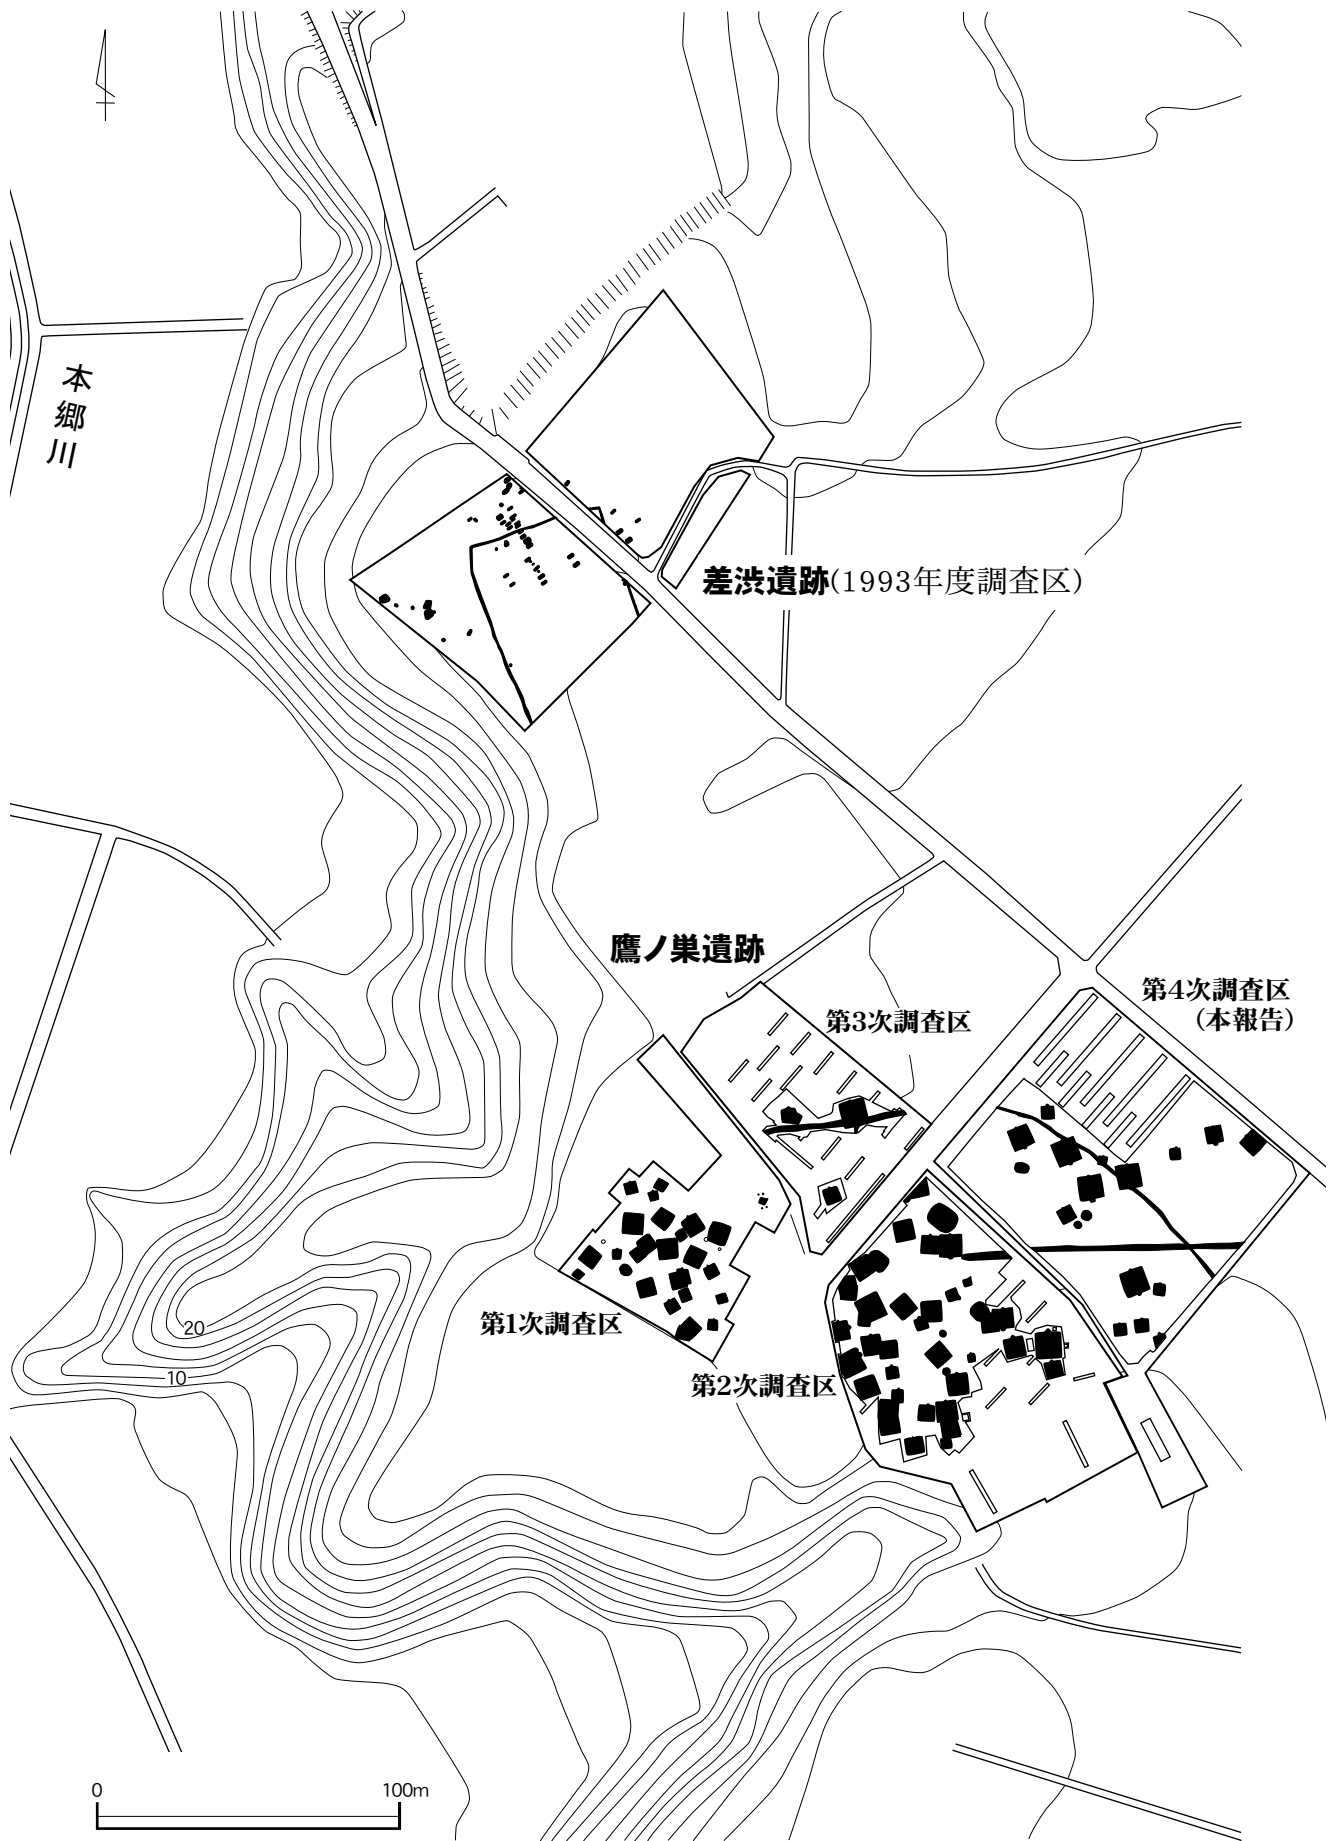 本郷川
差渋遺跡(1993年度調査区)
鷹ノ巣遺跡
第4次調査区
(本報告)
第3次調査区
第1次調査区
第2次調査区
20
10
0 100m